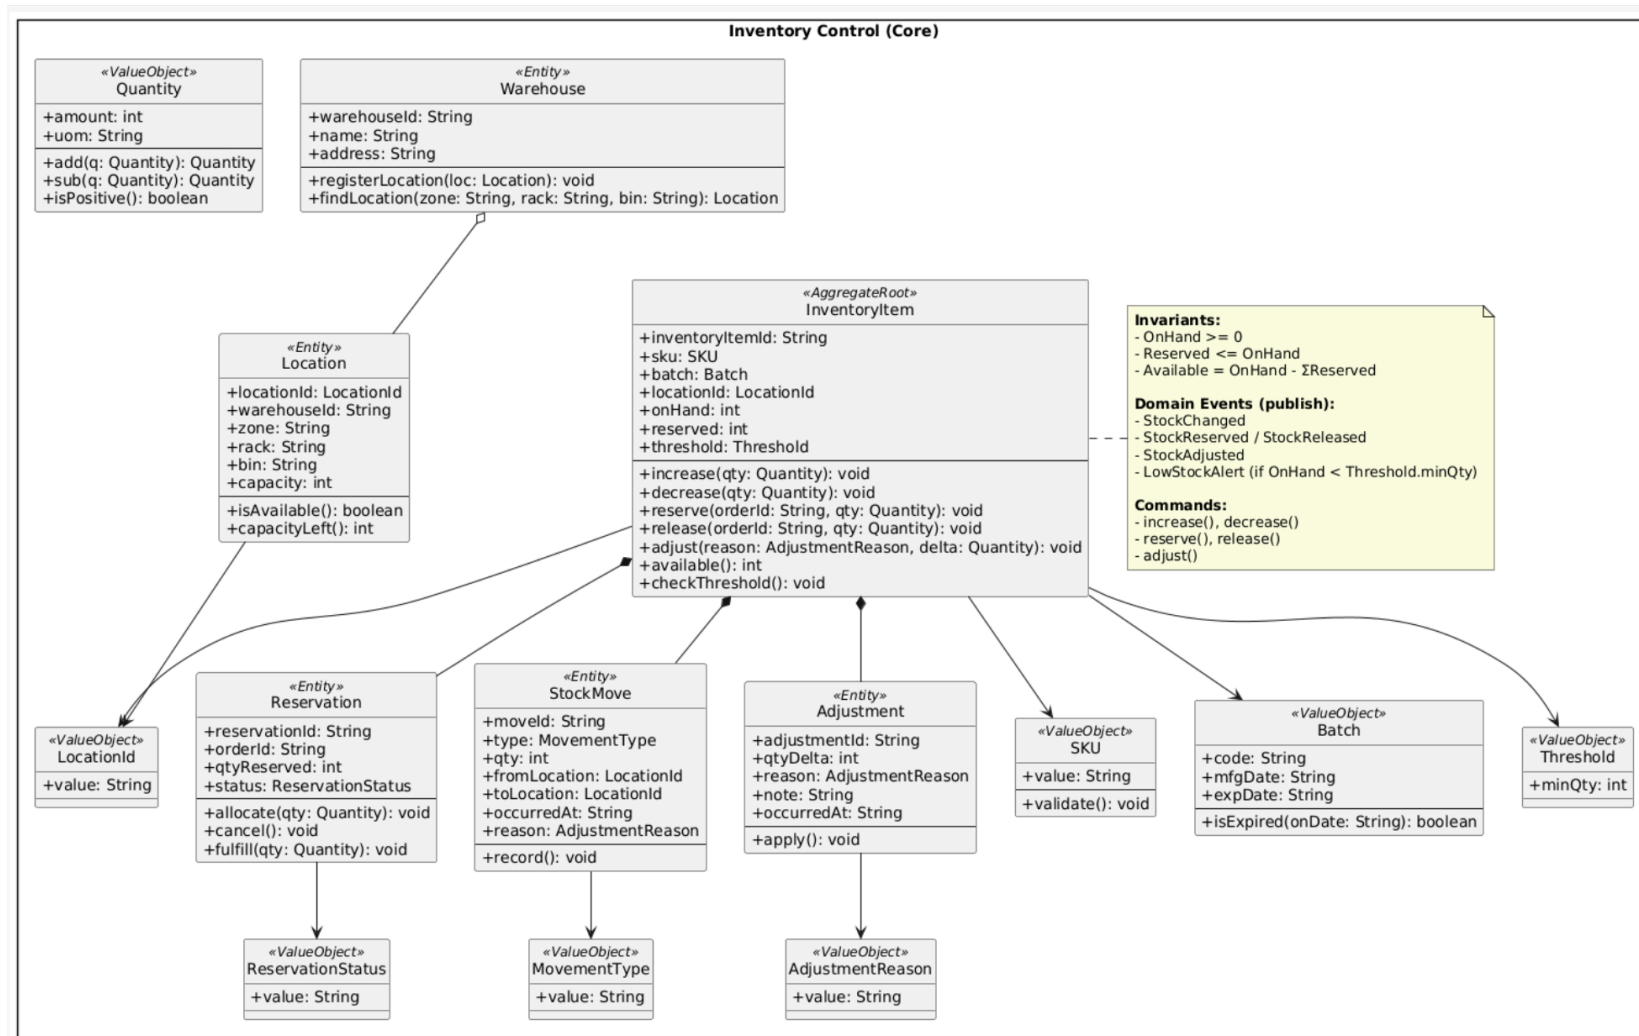 Inventory Control (Core)
«ValueObject»
Quantity
+amount: int
+uom: String
+add(q: Quantity): Quantity
+sub(q: Quantity): Quantity
+isPositive(): boolean
«Entity»
Warehouse
+warehouseId: String
+name: String
+address: String
+registerLocation(loc: Location): void
+findLocation(zone: String, rack: String, bin: String): Location
«Entity»
Location
+locationId: LocationId
+warehouseId: String
+zone: String
+rack: String
+bin: String
+capacity: int
+isAvailable(): boolean
+capacityLeft(): int
«AggregateRoot»
InventoryItem
+inventoryItemId: String
+sku: SKU
+batch: Batch
+locationId: LocationId
+onHand: int
+reserved: int
+threshold: Threshold
+increase(qty: Quantity): void
+decrease(qty: Quantity): void
+reserve(orderId: String, qty: Quantity): void
+release(orderId: String, qty: Quantity): void
+adjust(reason: AdjustmentReason, delta: Quantity): void
+available(): int
+checkThreshold(): void
Invariants:
- OnHand >= 0
- Reserved <= OnHand
- Available = OnHand - ΣReserved
Domain Events (publish):
- StockChanged
- StockReserved / StockReleased
- StockAdjusted
- LowStockAlert (if OnHand < Threshold.minQty)
Commands:
- increase(), decrease()
- reserve(), release()
- adjust()
«ValueObject»
LocationId
+value: String
«Entity»
Reservation
+reservationId: String
+orderId: String
+qtyReserved: int
+status: ReservationStatus
+allocate(qty: Quantity): void
+cancel(): void
+fulfill(qty: Quantity): void
«Entity»
StockMove
+moveId: String
+type: MovementType
+qty: int
+fromLocation: LocationId
+toLocation: LocationId
+occurredAt: String
+reason: AdjustmentReason
+record(): void
«Entity»
Adjustment
+adjustmentId: String
+qtyDelta: int
+reason: AdjustmentReason
+note: String
+occurredAt: String
+apply(): void
«ValueObject»
SKU
+value: String
+validate(): void
«ValueObject»
Batch
+code: String
+mfgDate: String
+expDate: String
+isExpired(onDate: String): boolean
«ValueObject»
Threshold
+minQty: int
«ValueObject»
ReservationStatus
+value: String
«ValueObject»
MovementType
+value: String
«ValueObject»
AdjustmentReason
+value: String